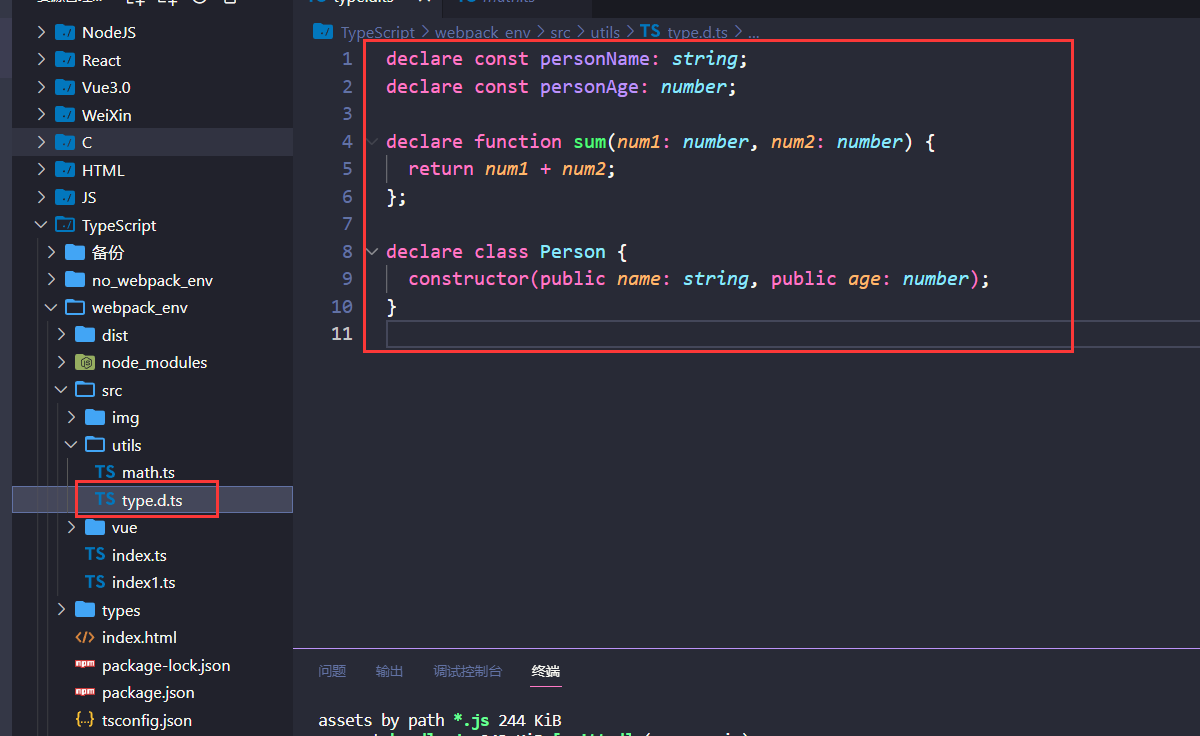 NodeJS
React
Vue3.0
WeiXin
C
HTML
JS
TypeScript
备份
no_webpack_env
webpack_env
dist
node_modules
src
img
utils
TS math.ts
TS type.d.ts
vue
TS index.ts
TS index1.ts
types
index.html
npm package-lock.json
npm package.json
{..} tsconfig.json
TypeScript > webpack_env > src > utils > TS type.d.ts > ...
1 declare const personName: string;
2 declare const personAge: number;
3
4 declare function sum(num1: number, num2: number) {
5 return num1 + num2;
6 };
7
8 declare class Person {
9 constructor(public name: string, public age: number);
10 }
11
问题 输出 调试控制台 终端
assets by path *.js 244 KiB